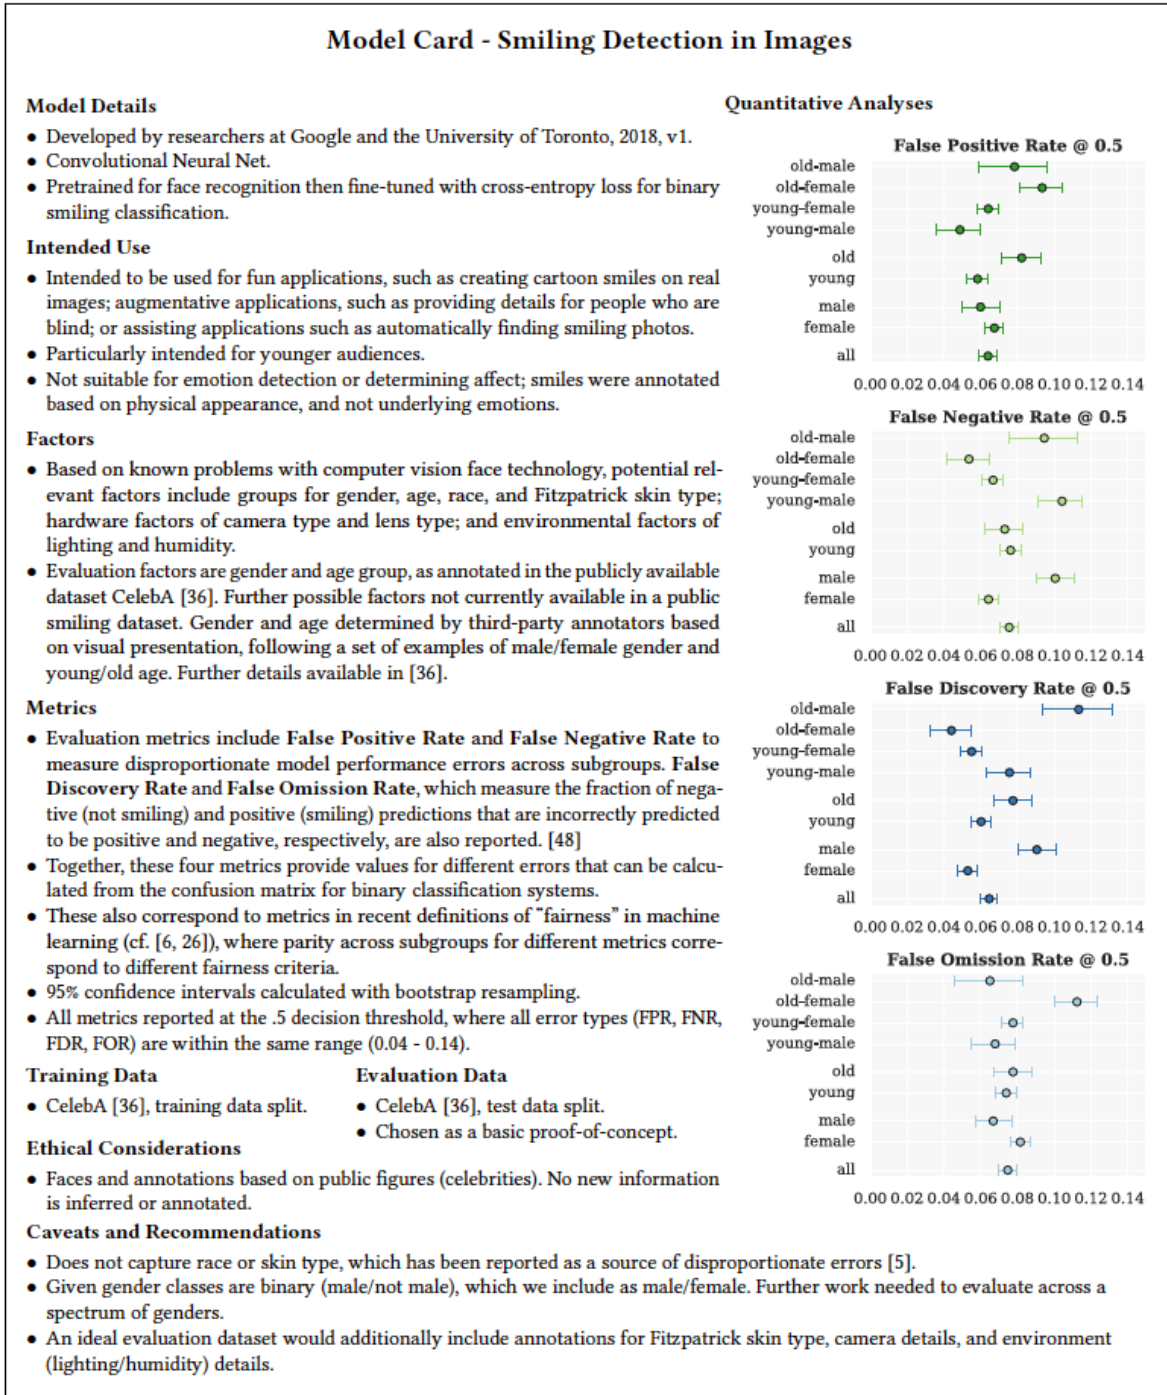 Model Card - Smiling Detection in Images
Model Details
• Developed by researchers at Google and the University of Toronto, 2018, v1.
• Convolutional Neural Net.
• Pretrained for face recognition then fine-tuned with cross-entropy loss for binary
smiling classification.
Intended Use
• Intended to be used for fun applications, such as creating cartoon smiles on real
images; augmentative applications, such as providing details for people who are
blind; or assisting applications such as automatically finding smiling photos.
• Particularly intended for younger audiences.
• Not suitable for emotion detection or determining affect; smiles were annotated
based on physical appearance, and not underlying emotions.
Factors
• Based on known problems with computer vision face technology, potential rel-
evant factors include groups for gender, age, race, and Fitzpatrick skin type;
hardware factors of camera type and lens type; and environmental factors of
lighting and humidity.
• Evaluation factors are gender and age group, as annotated in the publicly available
dataset CelebA [36]. Further possible factors not currently available in a public
smiling dataset. Gender and age determined by third-party annotators based
on visual presentation, following a set of examples of male/female gender and
young/old age. Further details available in [36].
Metrics
• Evaluation metrics include False Positive Rate and False Negative Rate to
measure disproportionate model performance errors across subgroups. False
Discovery Rate and False Omission Rate, which measure the fraction of nega-
tive (not smiling) and positive (smiling) predictions that are incorrectly predicted
to be positive and negative, respectively, are also reported. [48]
• Together, these four metrics provide values for different errors that can be calcu-
lated from the confusion matrix for binary classification systems.
• These also correspond to metrics in recent definitions of "fairness" in machine
learning (cf. [6, 26]), where parity across subgroups for different metrics corre-
spond to different fairness criteria.
• 95% confidence intervals calculated with bootstrap resampling.
• All metrics reported at the .5 decision threshold, where all error types (FPR, FNR,
FDR, FOR) are within the same range (0.04 - 0.14).
Training Data
• CelebA [36], training data split.
Evaluation Data
• CelebA [36], test data split.
• Chosen as a basic proof-of-concept.
Ethical Considerations
• Faces and annotations based on public figures (celebrities). No new information
is inferred or annotated.
Quantitative Analyses
False Positive Rate @ 0.5
old-male
old-female
young-female
young-male
old
young
male
female
all
0.00 0.02 0.04 0.06 0.08 0.10 0.12 0.14
False Negative Rate @ 0.5
old-male
old-female
young-female
young-male
old
young
male
female
all
0.00 0.02 0.04 0.06 0.08 0.10 0.12 0.14
False Discovery Rate @ 0.5
old-male
old-female
young-female
young-male
old
young
male
female
all
0.00 0.02 0.04 0.06 0.08 0.10 0.12 0.14
False Omission Rate @ 0.5
old-male
old-female
young-female
young-male
old
young
male
female
all
0.00 0.02 0.04 0.06 0.08 0.10 0.12 0.14
Caveats and Recommendations
• Does not capture race or skin type, which has been reported as a source of disproportionate errors [5].
• Given gender classes are binary (male/not male), which we include as male/female. Further work needed to evaluate across a
spectrum of genders.
• An ideal evaluation dataset would additionally include annotations for Fitzpatrick skin type, camera details, and environment
(lighting/humidity) details.